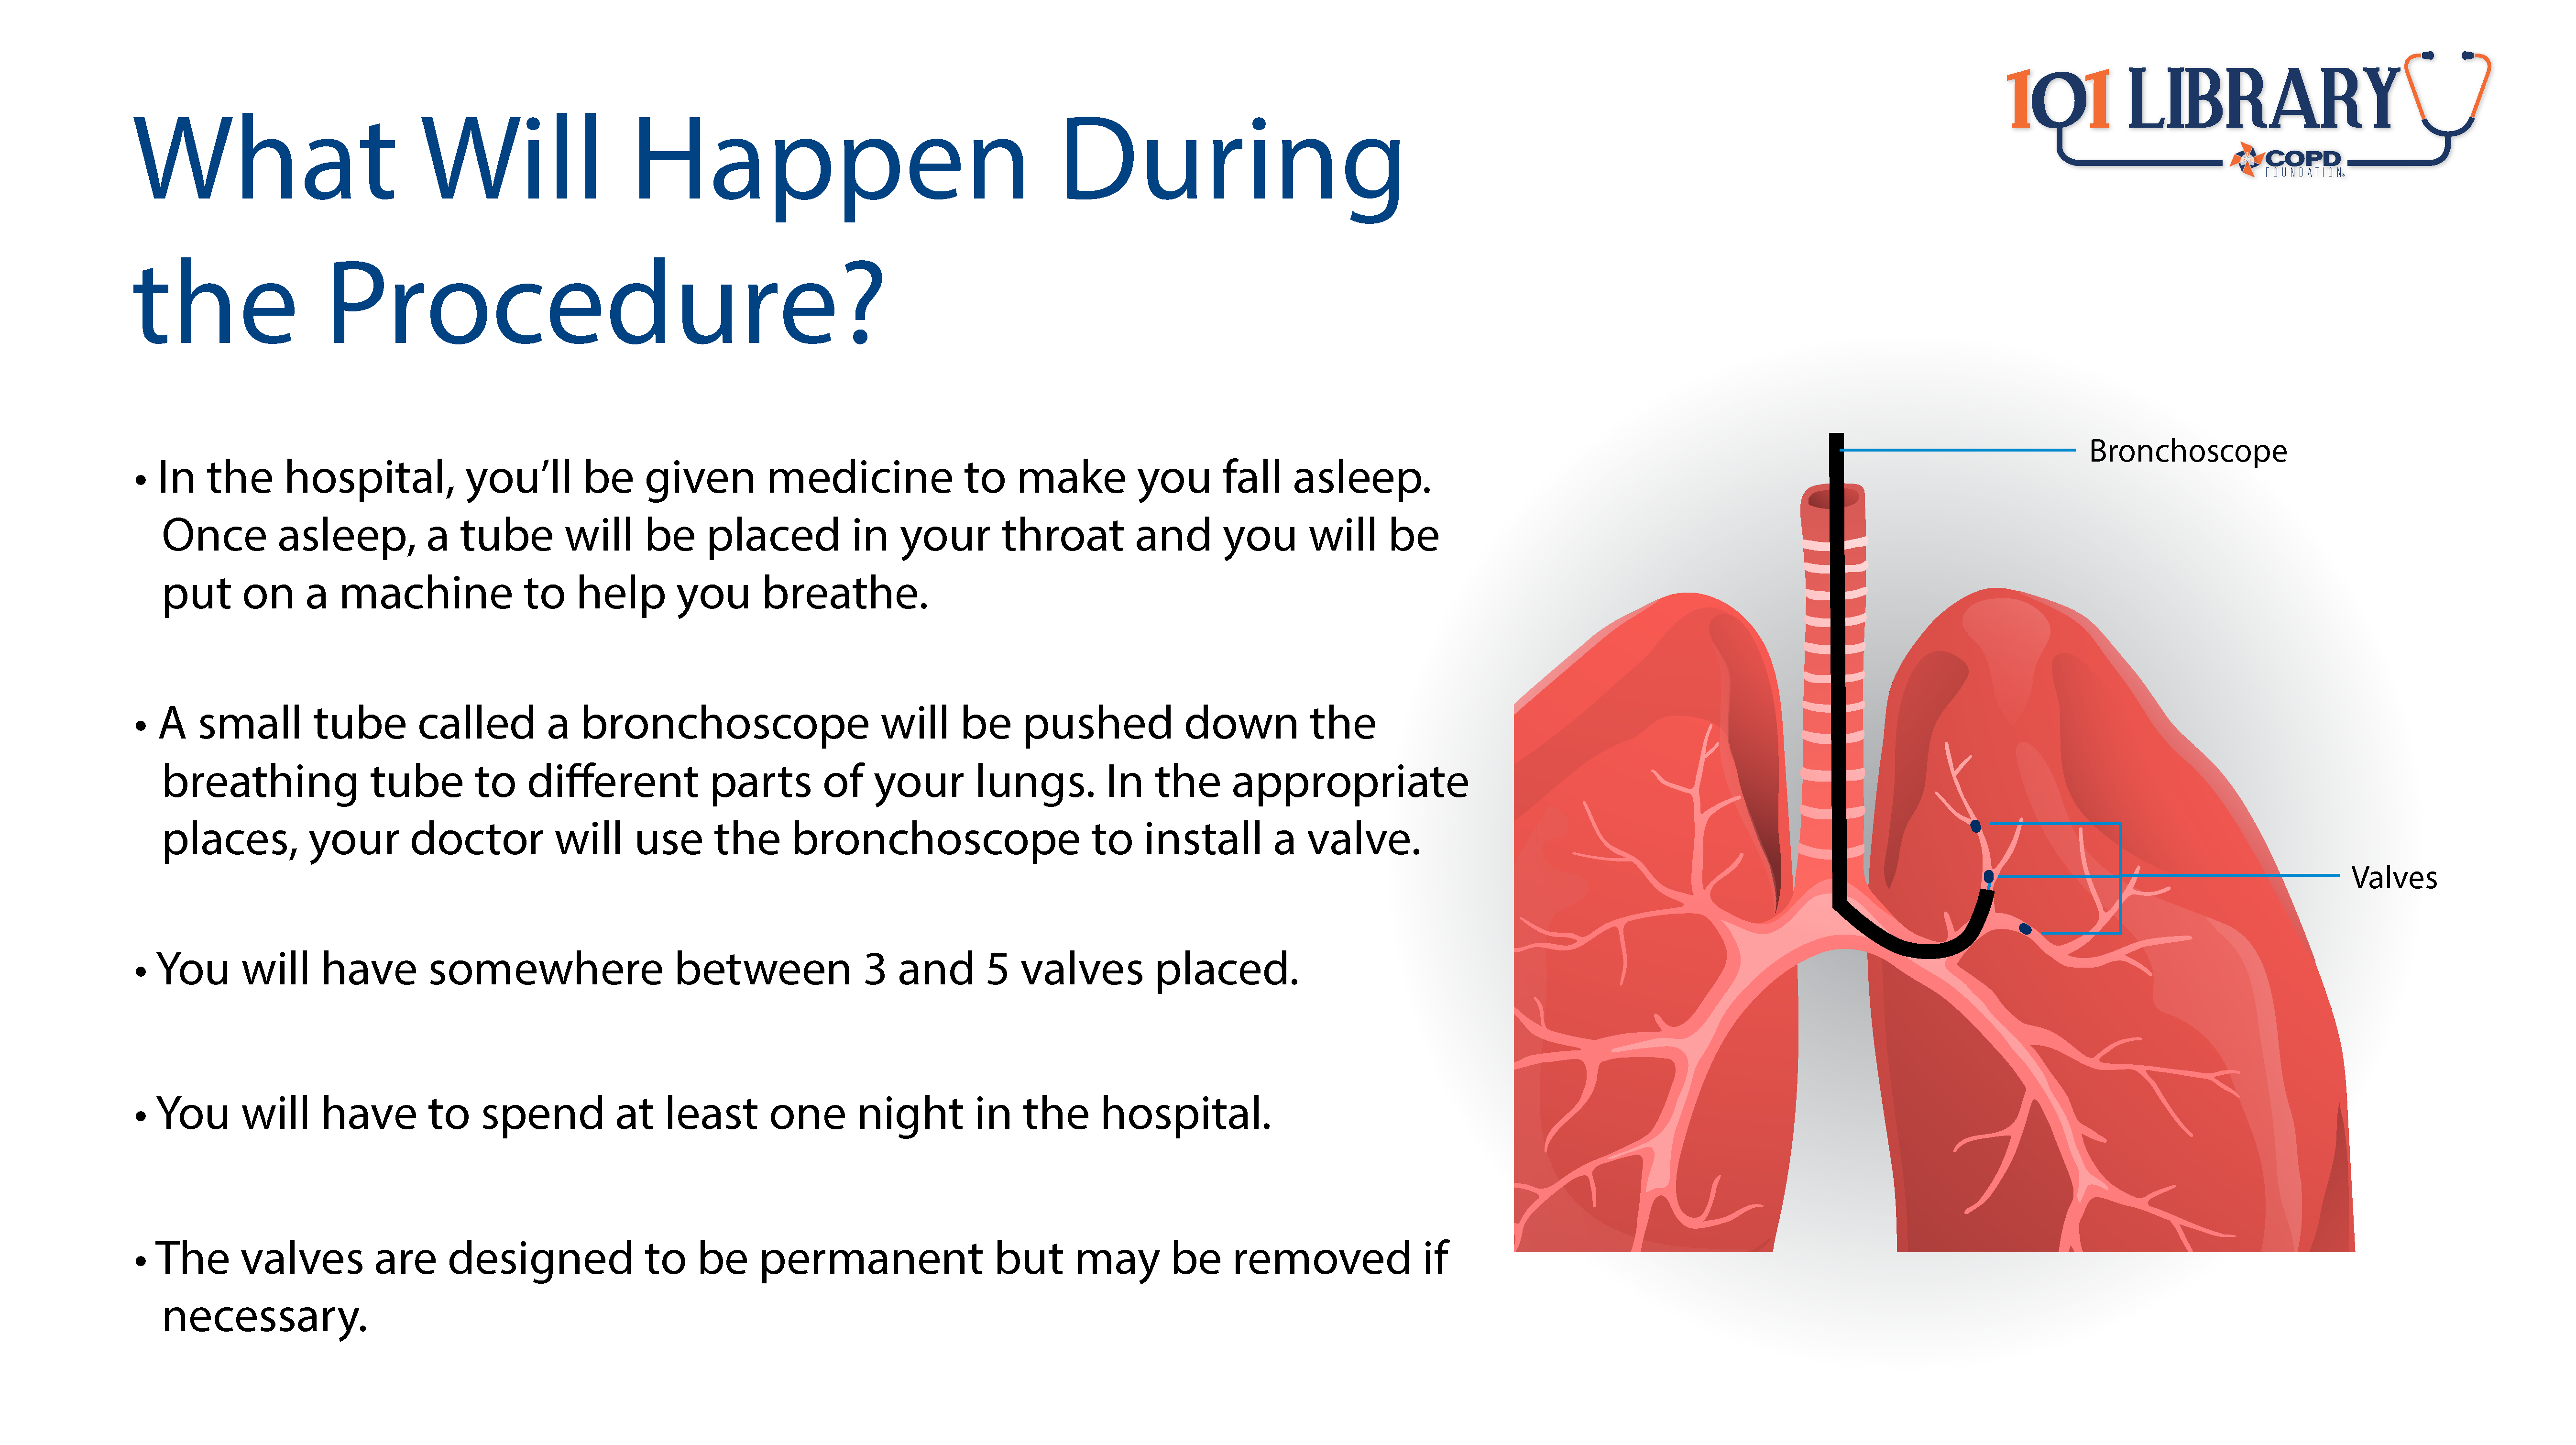 101 LIBRARY
COPD
FOUNDATION
What Will Happen During
the Procedure?
• In the hospital, you’ll be given medicine to make you fall asleep.
Once asleep, a tube will be placed in your throat and you will be
put on a machine to help you breathe.
• A small tube called a bronchoscope will be pushed down the
breathing tube to different parts of your lungs. In the appropriate
places, your doctor will use the bronchoscope to install a valve.
• You will have somewhere between 3 and 5 valves placed.
• You will have to spend at least one night in the hospital.
• The valves are designed to be permanent but may be removed if
necessary.
Bronchoscope
Valves